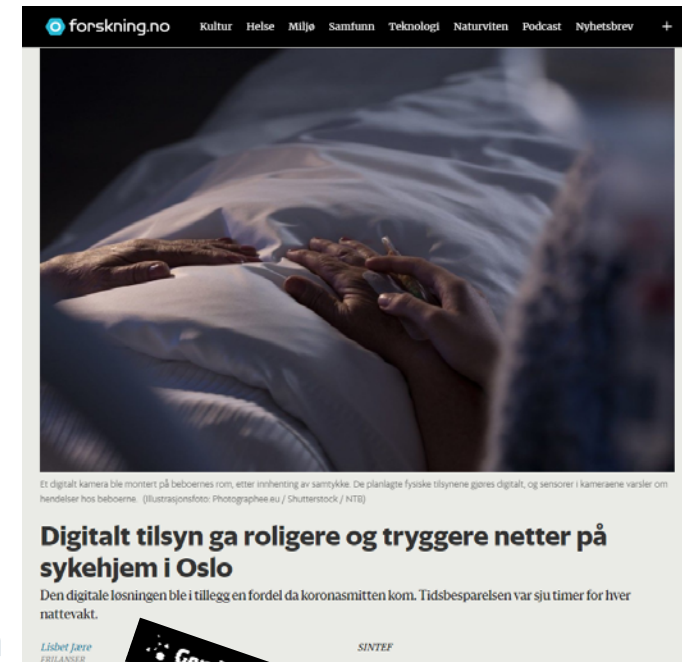 forskning.no Kultur Helse Miljø Samfunn Teknologi Naturviten Podcast Nyhetsbrev +
Et digitalt kamera ble montert på beboernes rom, etter innhenting av samtykke. De planlagte fysiske tilsynene gjøres digitalt, og sensorer i kameraene varsler om
hendelser hos beboerne. (Illustrasjonsfoto: Photographee.eu / Shutterstock / NTB)
Digitalt tilsyn ga roligere og tryggere netter på
sykehjem i Oslo
Den digitale løsningen ble i tillegg en fordel da koronasmitten kom. Tidsbesparelsen var sju timer for hver
nattevakt.
Lisbet Jære SINTEF
FRILANSER